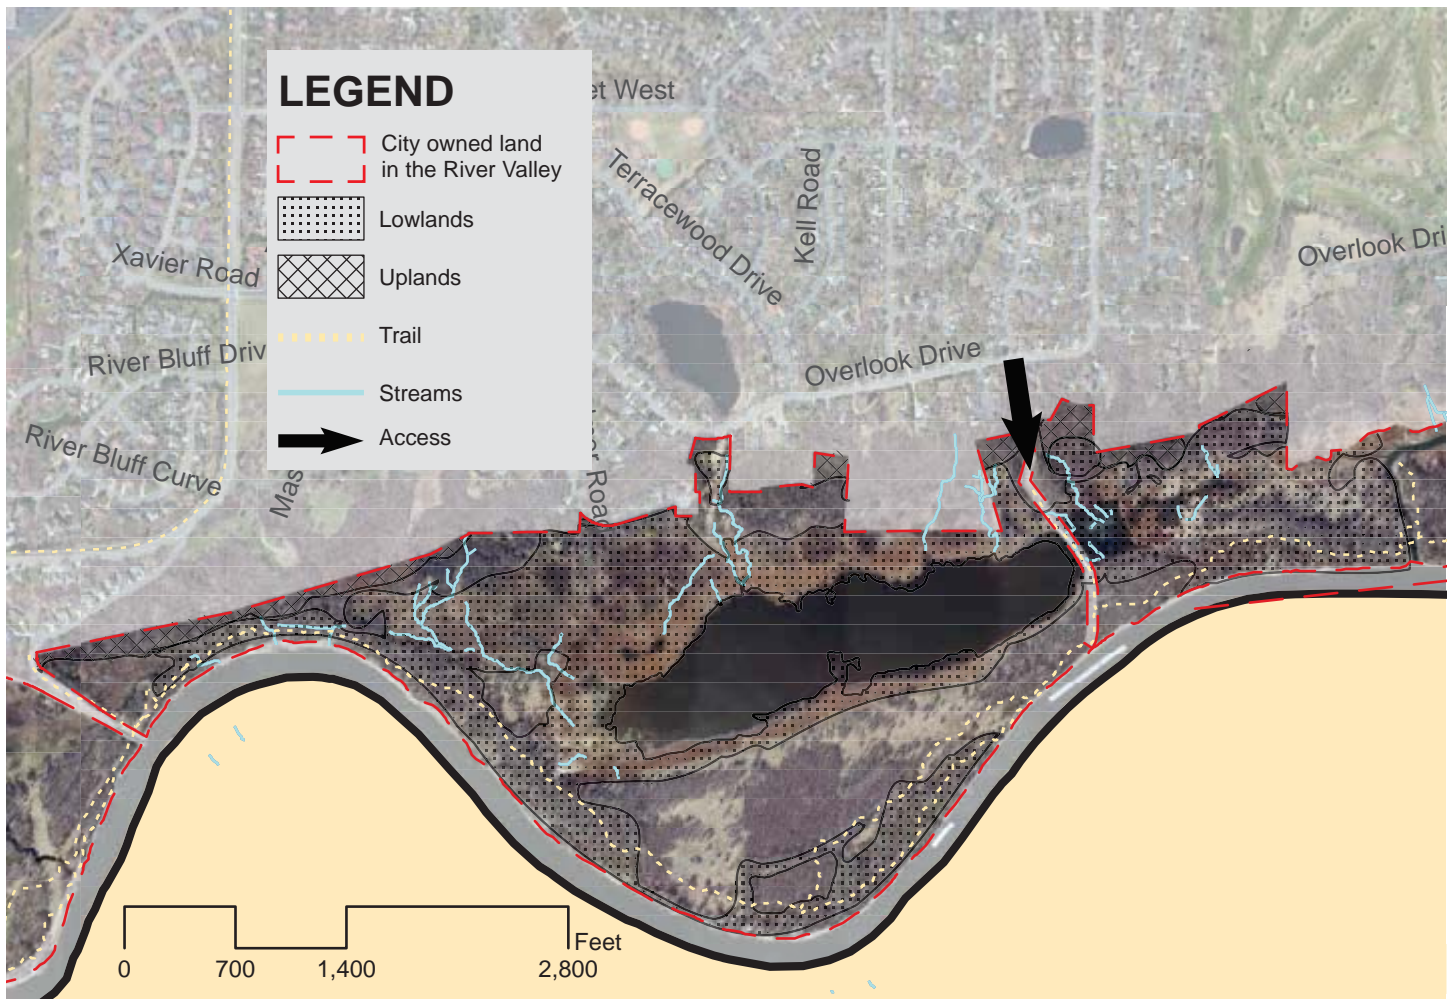 LEGEND
City owned land
in the River Valley
Lowlands
Uplands
Trail
Streams
Access
et West
Terracewood Drive
Kell Road
Overlook Dri
Xavier Road
River Bluff Driv
Overlook Drive
River Bluff Curve
Mas
Road
Feet
0 700 1,400 2,800